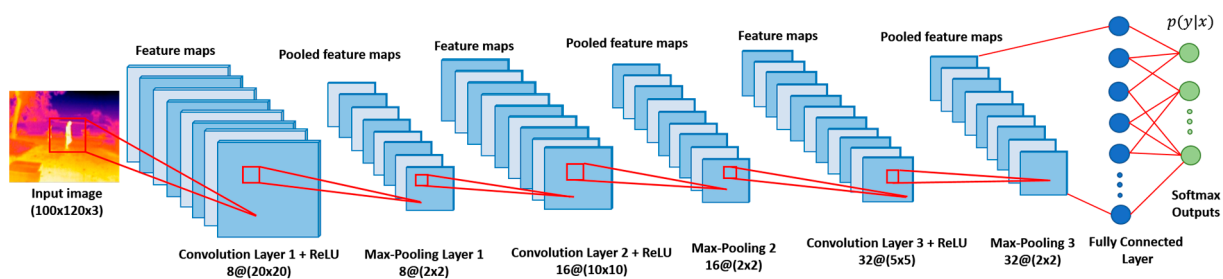 Feature maps
Pooled feature maps
Feature maps
Pooled feature maps
Feature maps
Pooled feature maps
p(y|x)
Input image
(100x120x3)
Convolution Layer 1 + ReLU
8@(20x20)
Max-Pooling Layer 1
8@(2x2)
Convolution Layer 2 + ReLU
16@(10x10)
Max-Pooling 2
16@(2x2)
Convolution Layer 3 + ReLU
32@(5x5)
Max-Pooling 3
32@(2x2)
Fully Connected
Layer
Softmax
Outputs